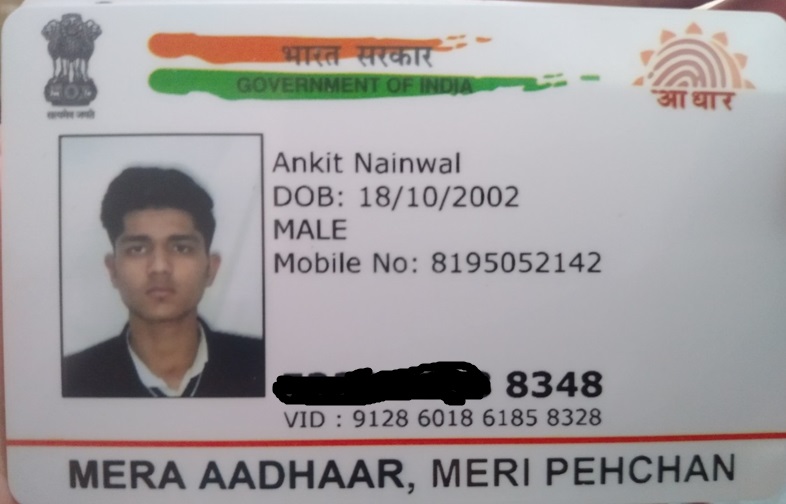 भारत सरकार
GOVERNMENT OF INDIA
सत्यमेव जयते
आधार
Ankit Nainwal
DOB: 18/10/2002
MALE
Mobile No: 8195052142
8348
VID : 9128 6018 6185 8328
MERA AADHAAR, MERI PEHCHAN